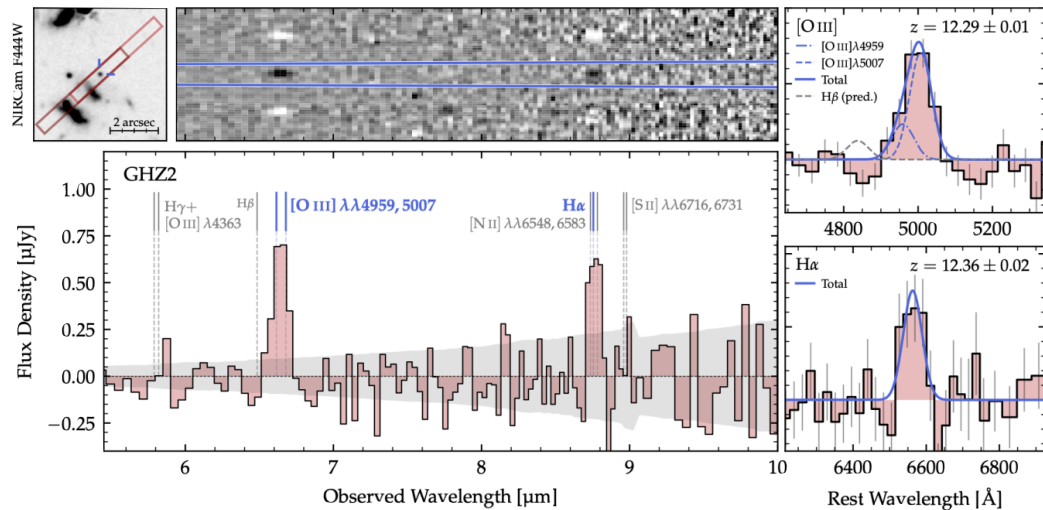 NIRCam F444W
2 arcsec
GHZ2
Hγ+
[O III] λ4363
Hβ
[O III] λλ4959, 5007
Hα
[N II] λλ6548, 6583
[S II] λλ6716, 6731
1.00
0.75
0.50
0.25
0.00
−0.25
Flux Density [μJy]
6
7
8
9
10
Observed Wavelength [μm]
[O III]
z = 12.29 ± 0.01
[O III]λ4959
[O III]λ5007
Total
Hβ (pred.)
4800
5000
5200
Hα
z = 12.36 ± 0.02
Total
6400
6600
6800
Rest Wavelength [Å]